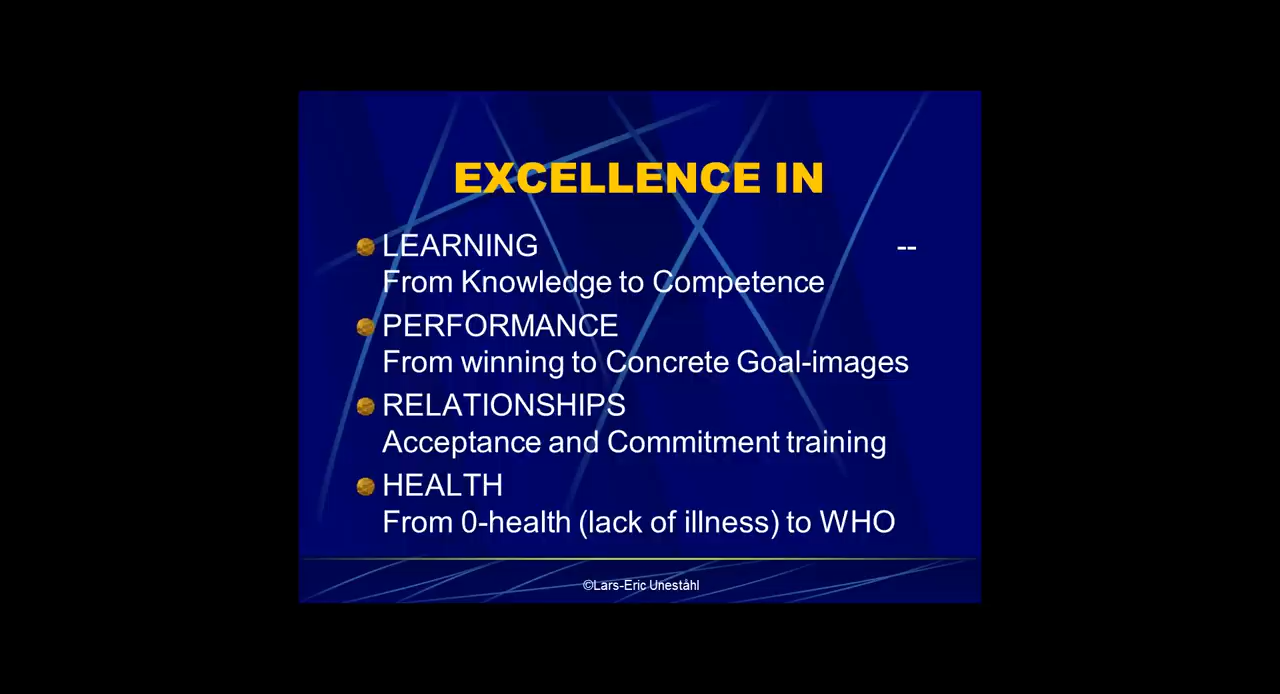 EXCELLENCE IN
LEARNING --
From Knowledge to Competence
PERFORMANCE
From winning to Concrete Goal-images
RELATIONSHIPS
Acceptance and Commitment training
HEALTH
From 0-health (lack of illness) to WHO
©Lars-Eric Uneståhl